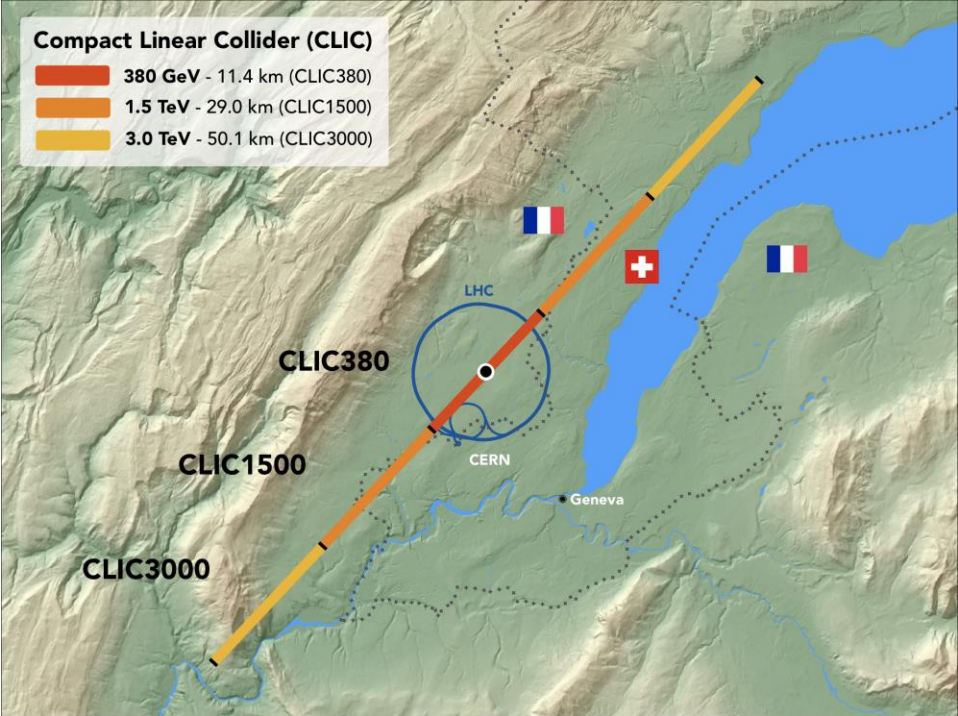 Compact Linear Collider (CLIC)
380 GeV - 11.4 km (CLIC380)
1.5 TeV - 29.0 km (CLIC1500)
3.0 TeV - 50.1 km (CLIC3000)
LHC
CLIC380
CLIC1500
CERN
Geneva
CLIC3000